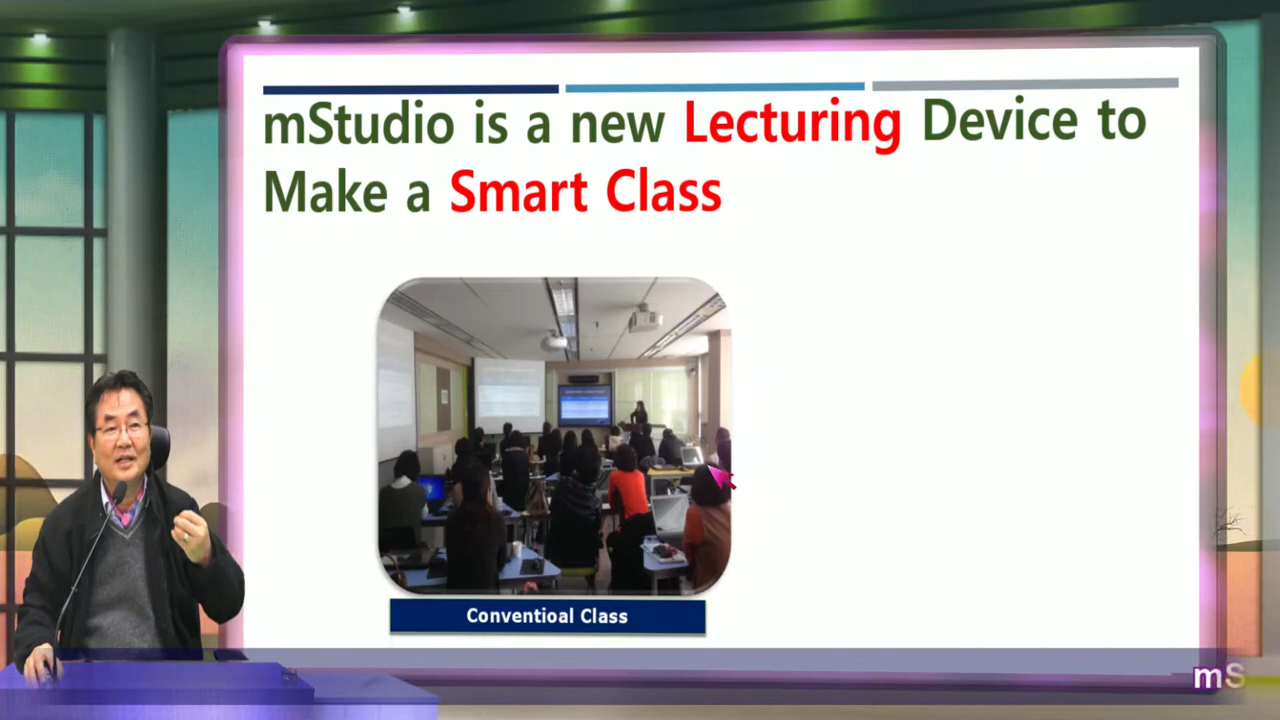 mStudio is a new Lecturing Device to
Make a Smart Class
Conventioal Class
mS